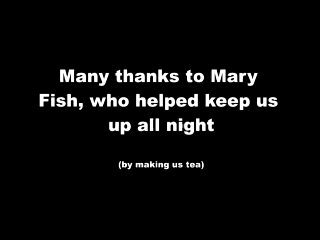 Many thanks to Mary
Fish, who helped keep us
up all night
(by making us tea)